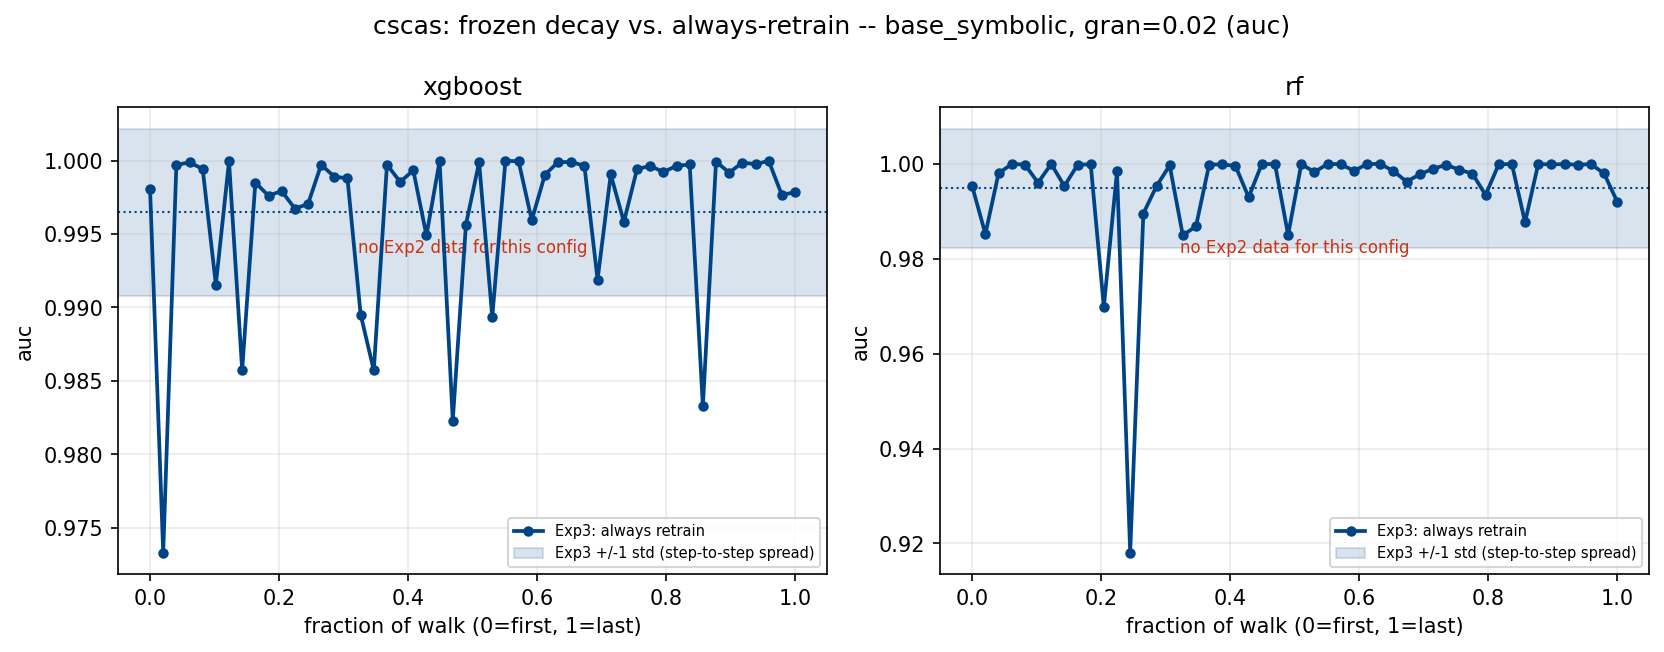 cscas: frozen decay vs. always-retrain -- base_symbolic, gran=0.02 (auc)
xgboost
1.000
0.995
0.990
0.985
0.980
0.975
auc
no Exp2 data for this config
Exp3: always retrain
Exp3 +/-1 std (step-to-step spread)
0.0 0.2 0.4 0.6 0.8 1.0
fraction of walk (0=first, 1=last)
rf
1.00
0.98
0.96
0.94
0.92
auc
no Exp2 data for this config
Exp3: always retrain
Exp3 +/-1 std (step-to-step spread)
0.0 0.2 0.4 0.6 0.8 1.0
fraction of walk (0=first, 1=last)